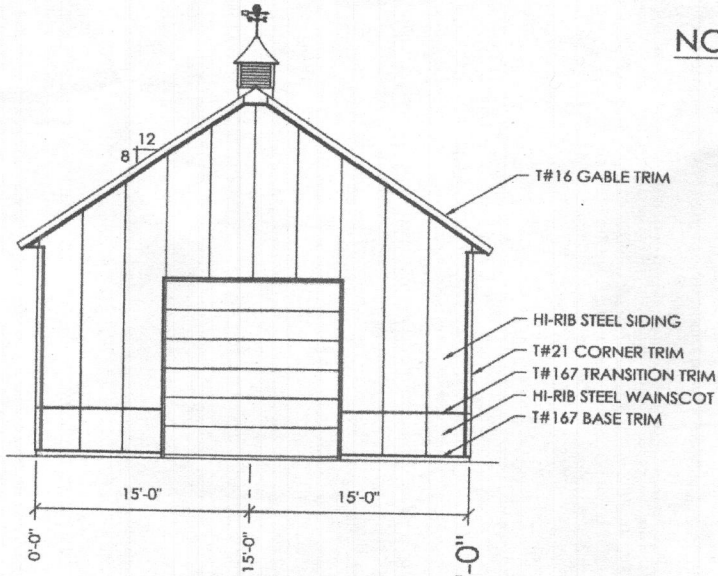 NO
12
8
T#16 GABLE TRIM
HI-RIB STEEL SIDING
T#21 CORNER TRIM
T#167 TRANSITION TRIM
HI-RIB STEEL WAINSCOT
T#167 BASE TRIM
15'-0"
15'-0"
0'-0"
15'-0"
-0"